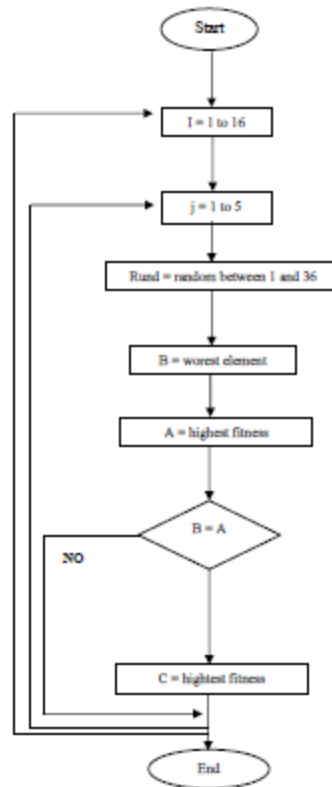 Start
I = 1 to 16
j = 1 to 5
Rund = random between 1 and 36
B = worest element
A = highest fitness
B = A
NO
C = hightest fitness
End